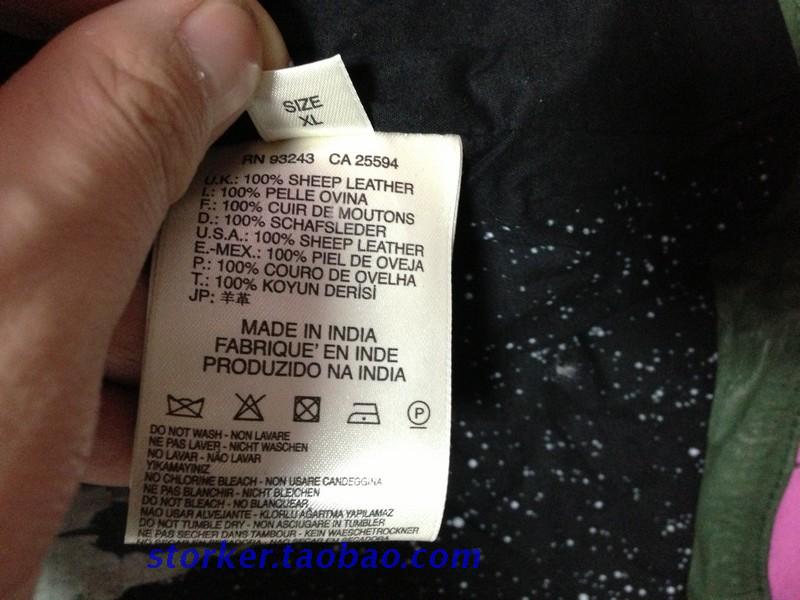 SIZE
XL
RN 93243 CA 25594
U.K.: 100% SHEEP LEATHER
I.: 100% PELLE OVINA
F.: 100% CUIR DE MOUTONS
D.: 100% SCHAFSLEDER
U.S.A.: 100% SHEEP LEATHER
E.-MEX.: 100% PIEL DE OVEJA
P.: 100% COURO DE OVELHA
T.: 100% KOYUN DERİSİ
JP: 羊革
MADE IN INDIA
FABRIQUE' EN INDE
PRODUZIDO NA INDIA
P
DO NOT WASH - NON LAVARE
NE PAS LAVER - NICHT WASCHEN
NO LAVAR - NÃO LAVAR
YIKAMAYINIZ
NO CHLORINE BLEACH - NON USARE CANDEGGINA
NE PAS BLANCHIR - NICHT BLEICHEN
DO NOT BLEACH - NO BLANQUEAR
NAO USAR ALVEJANTE - KLORLU AĞARTMA YAPILAMAZ
DO NOT TUMBLE DRY - NON ASCIUGARE IN TUMBLER
NE PAS SECHER DANS TAMBOUR - KEIN WAESCHETROCKNER
storker.taobao.com